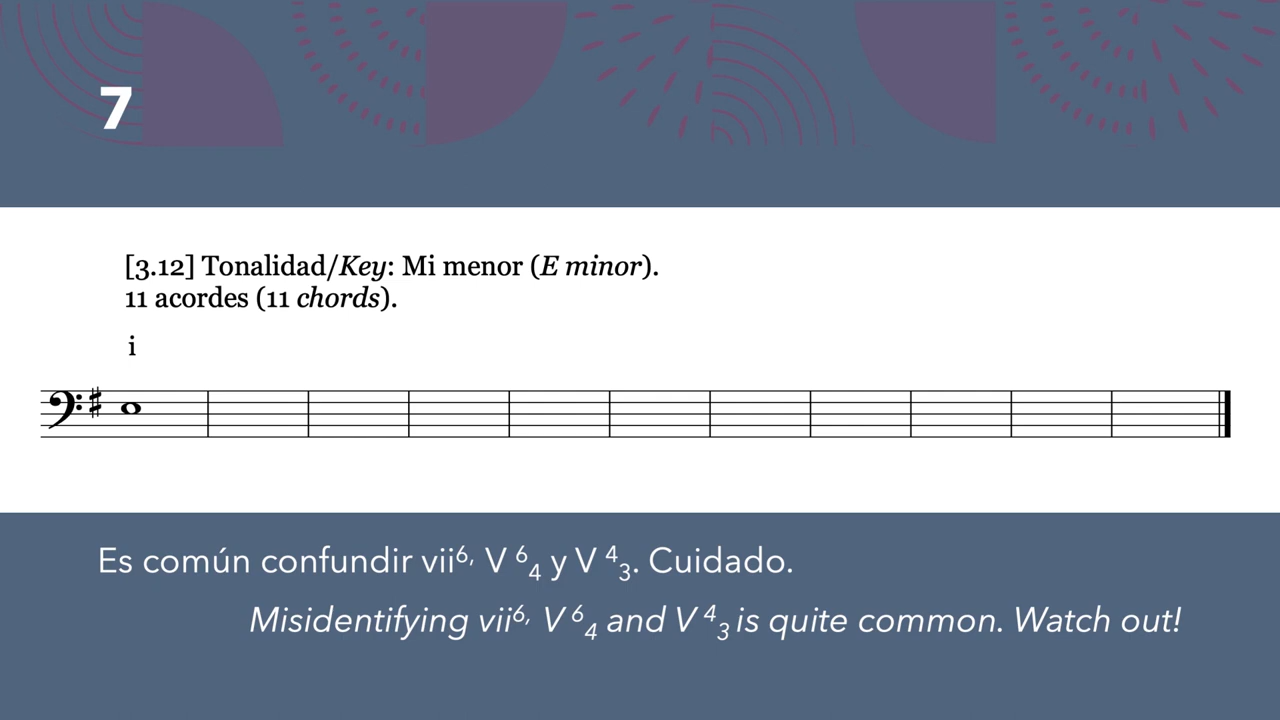 7
[3.12] Tonalidad/Key: Mi menor (E minor).
11 acordes (11 chords).
i
Es común confundir vii⁶, V ⁶₄ y V ⁴₃. Cuidado.
Misidentifying vii⁶, V ⁶₄ and V ⁴₃ is quite common. Watch out!